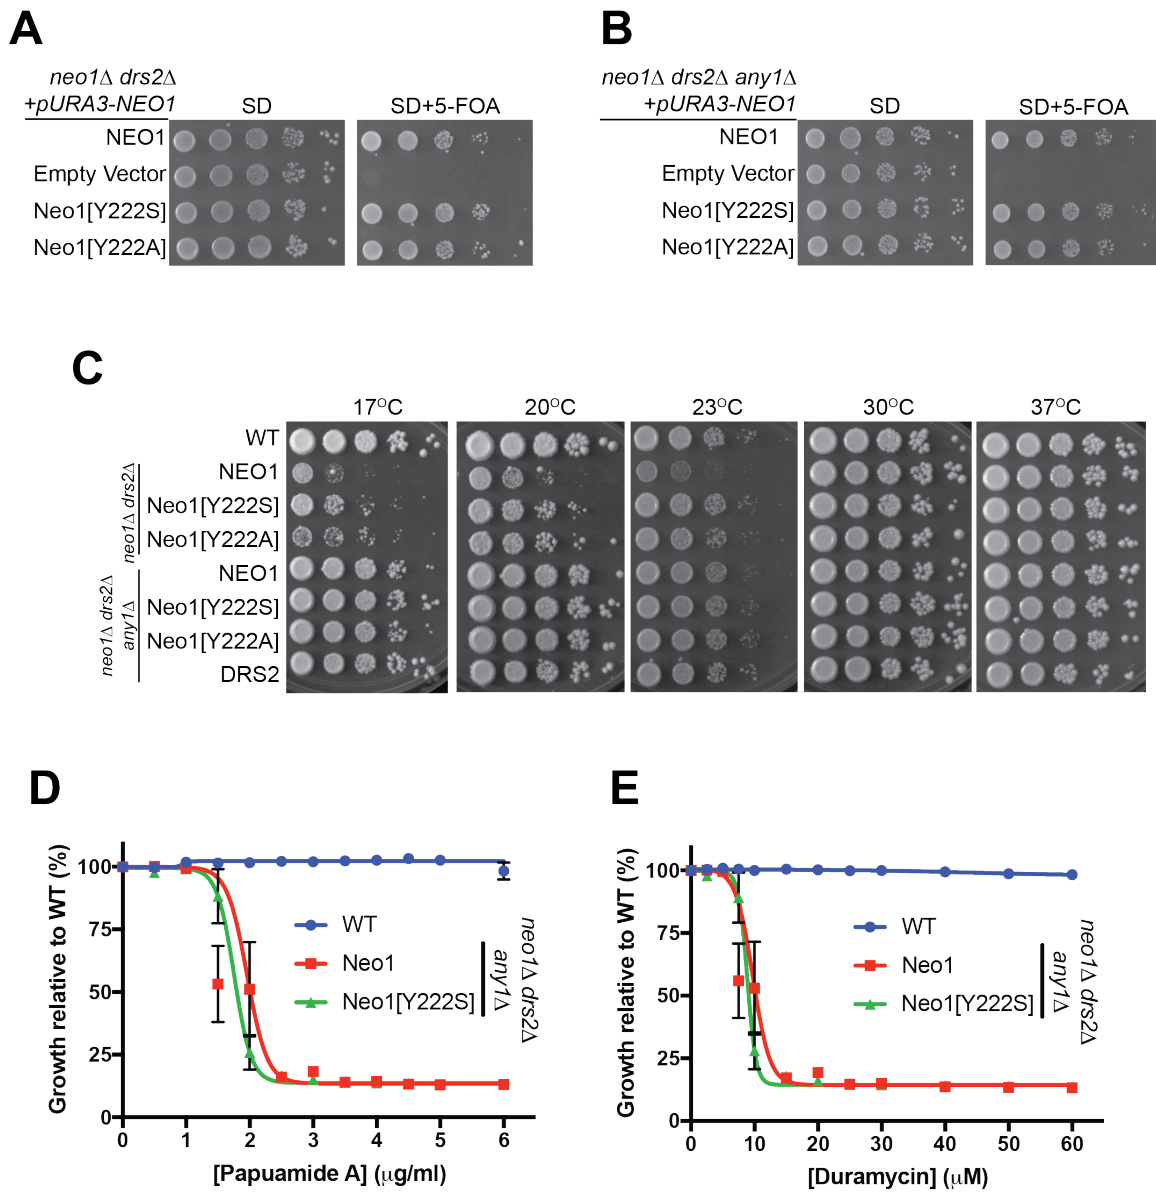 A
neo1Δ drs2Δ
+pURA3-NEO1
SD
SD+5-FOA
NEO1
Empty Vector
Neo1[Y222S]
Neo1[Y222A]
B
neo1Δ drs2Δ any1Δ
+pURA3-NEO1
SD
SD+5-FOA
NEO1
Empty Vector
Neo1[Y222S]
Neo1[Y222A]
C
17°C
20°C
23°C
30°C
37°C
WT
neo1Δ drs2Δ
NEO1
Neo1[Y222S]
Neo1[Y222A]
neo1Δ drs2Δ
any1Δ
NEO1
Neo1[Y222S]
Neo1[Y222A]
DRS2
D
Growth relative to WT (%)
100
75
50
25
0
0 1 2 3 4 5 6
[Papuamide A] (μg/ml)
WT
Neo1
Neo1[Y222S]
any1Δ
neo1Δ drs2Δ
E
Growth relative to WT (%)
100
75
50
25
0
0 10 20 30 40 50 60
[Duramycin] (μM)
WT
Neo1
Neo1[Y222S]
any1Δ
neo1Δ drs2Δ